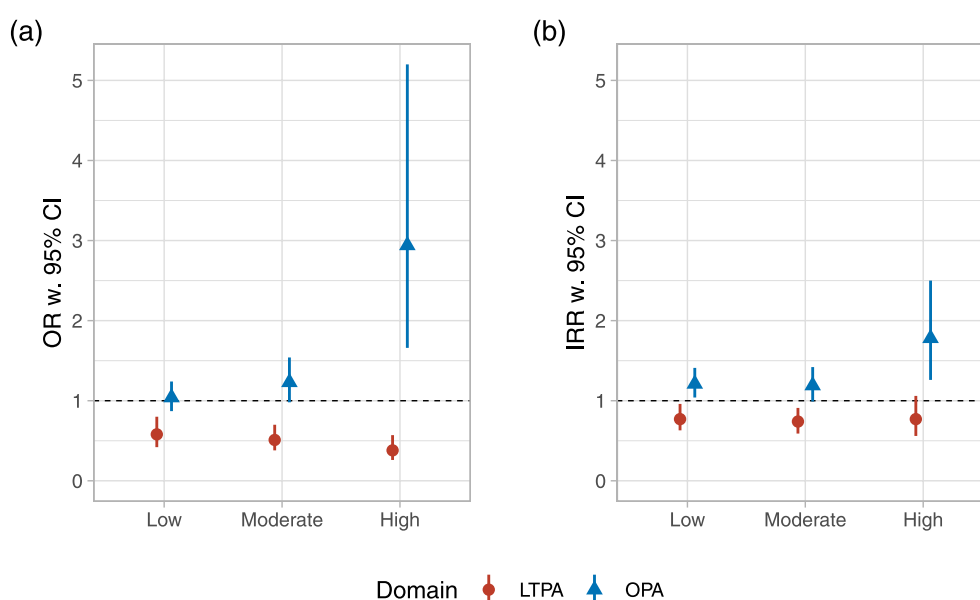 (a)
OR w. 95% CI
5
4
3
2
1
0
Low Moderate High
(b)
IRR w. 95% CI
5
4
3
2
1
0
Low Moderate High
Domain LTPA OPA